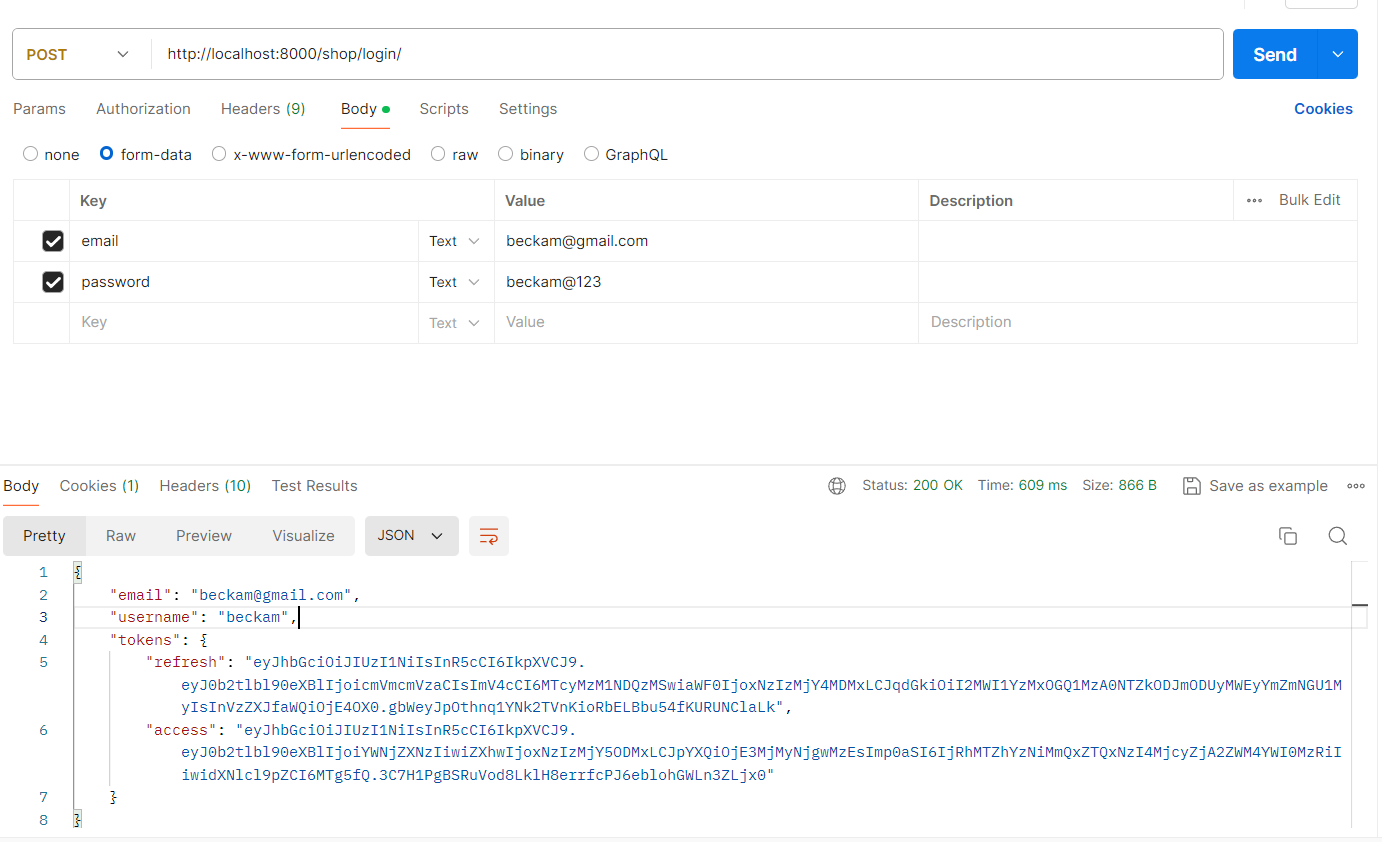 POST http://localhost:8000/shop/login/ Send
Params Authorization Headers (9) Body Scripts Settings Cookies
none form-data x-www-form-urlencoded raw binary GraphQL
Key Value Description Bulk Edit
email Text beckam@gmail.com
password Text beckam@123
Key Text Value Description
Body Cookies (1) Headers (10) Test Results Status: 200 OK Time: 609 ms Size: 866 B Save as example
Pretty Raw Preview Visualize JSON
1 {
2 "email": "beckam@gmail.com",
3 "username": "beckam",
4 "tokens": {
5 "refresh": "eyJhbGciOiJIUzI1NiIsInR5cCI6IkpXVCJ9.
eyJ0b2tlbl90eXBlIjoicmVmcmVzaCIsImV4cCI6MTcyMzM1NDQzMSwiaWF0IjoxNzIzMjY4MDMxLCJqdGkiOiI2MWI1YzMxOGQ1MzA0NTZkODJmODUyMWEyYmZmNGU1M
yIsInVzZXJfaWQiOjE4OX0.gbWeyJpOthnq1YNk2TVnKioRbELBbu54fKURUNClaLk",
6 "access": "eyJhbGciOiJIUzI1NiIsInR5cCI6IkpXVCJ9.
eyJ0b2tlbl90eXBlIjoiYWNjZXNzIiwiZXhwIjoxNzIzMjY5ODMxLCJpYXQiOjE3MjMyNjgwMzEsImp0aSI6IjRhMTZhYzNiMmQxZTQxNzI4MjcyZjA2ZWM4YWI0MzRiI
iwidXNlcl9pZCI6MTg5fQ.3C7H1PgBSRuVod8LklH8errfcPJ6eblohGWLn3ZLjx0"
7 }
8 }